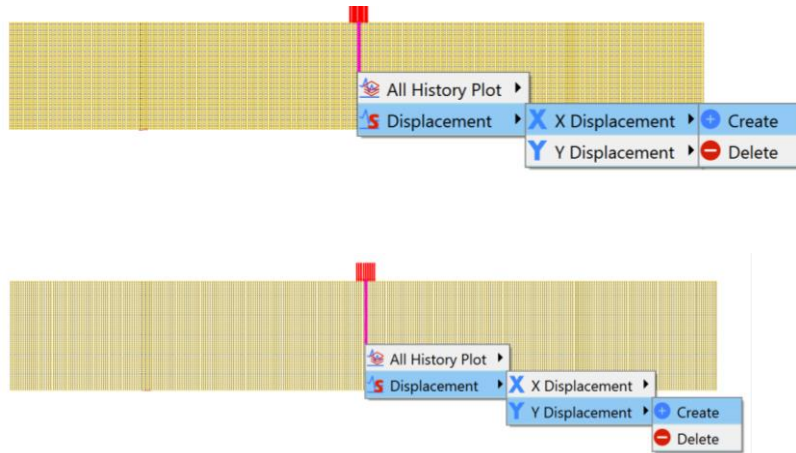 All History Plot
Displacement X X Displacement Create
Y Y Displacement Delete
All History Plot
Displacement X X Displacement
Y Y Displacement Create
Delete